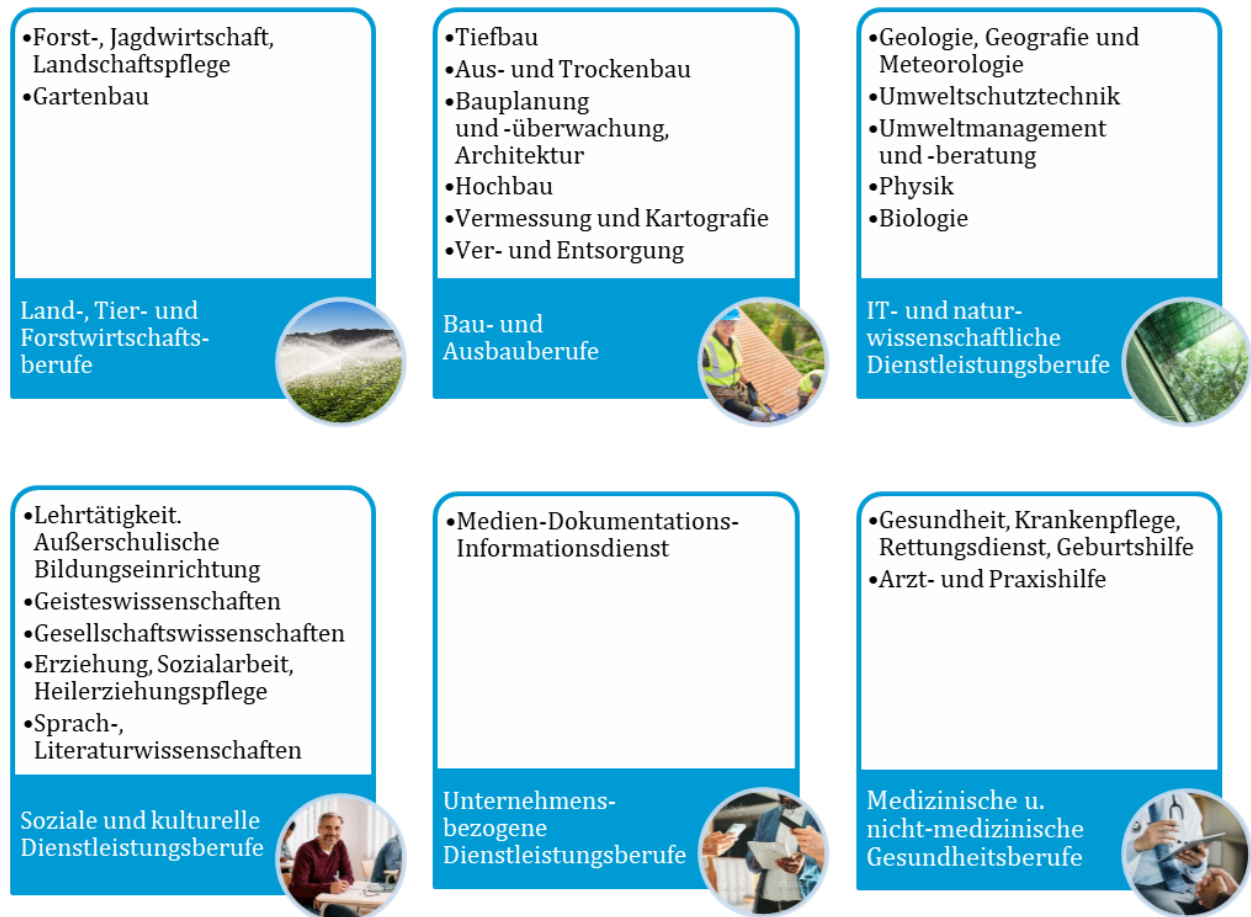 •Forst-, Jagdwirtschaft,
Landschaftspflege
•Gartenbau
Land-, Tier- und
Forstwirtschafts-
berufe
•Tiefbau
•Aus- und Trockenbau
•Bauplanung
und -überwachung,
Architektur
•Hochbau
•Vermessung und Kartografie
•Ver- und Entsorgung
Bau- und
Ausbauberufe
•Geologie, Geografie und
Meteorologie
•Umweltschutztechnik
•Umweltmanagement
und -beratung
•Physik
•Biologie
IT- und natur-
wissenschaftliche
Dienstleistungsberufe
•Lehrtätigkeit.
Außerschulische
Bildungseinrichtung
•Geisteswissenschaften
•Gesellschaftswissenschaften
•Erziehung, Sozialarbeit,
Heilerziehungspflege
•Sprach-,
Literaturwissenschaften
Soziale und kulturelle
Dienstleistungsberufe
•Medien-Dokumentations-
Informationsdienst
Unternehmens-
bezogene
Dienstleistungsberufe
•Gesundheit, Krankenpflege,
Rettungsdienst, Geburtshilfe
•Arzt- und Praxishilfe
Medizinische u.
nicht-medizinische
Gesundheitsberufe